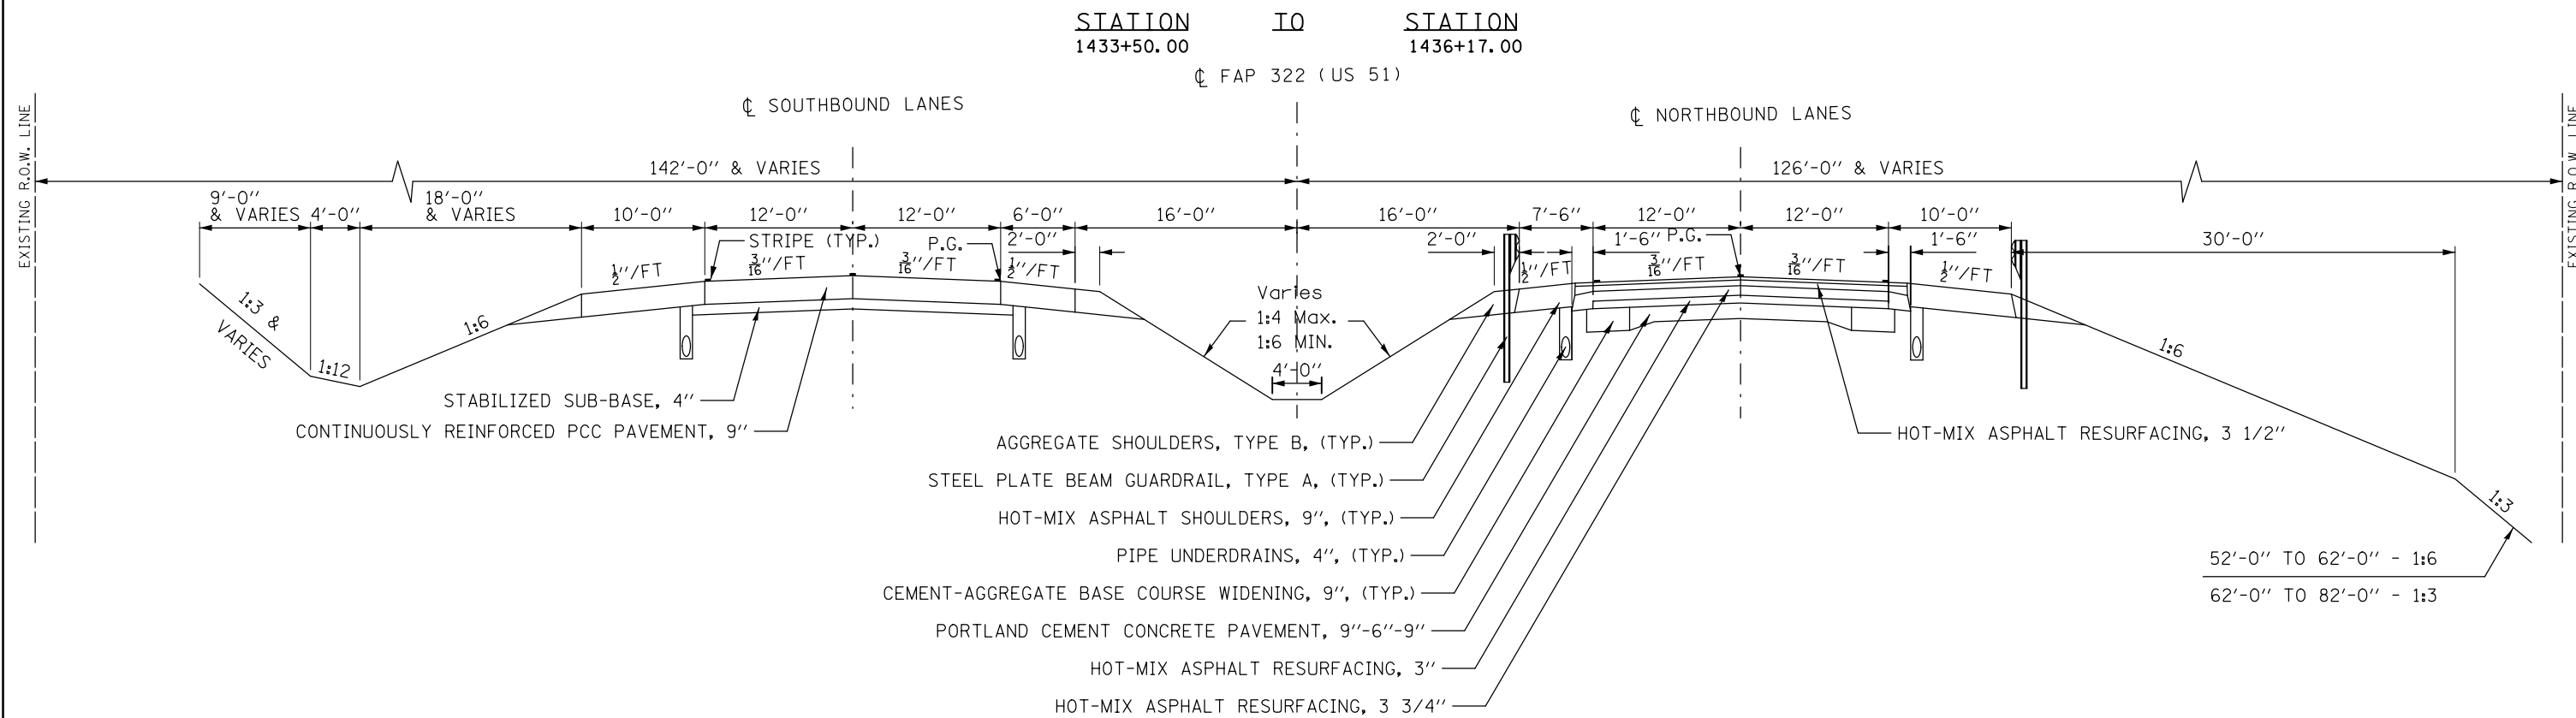 STATION TO STATION
1433+50.00 1436+17.00
℄ FAP 322 (US 51)
℄ SOUTHBOUND LANES
℄ NORTHBOUND LANES
EXISTING R.O.W. LINE
EXISTING R.O.W. LINE
142'-0" & VARIES
126'-0" & VARIES
9'-0"
& VARIES
4'-0"
18'-0"
& VARIES
10'-0"
12'-0"
12'-0"
6'-0"
16'-0"
16'-0"
7'-6"
12'-0"
12'-0"
10'-0"
STRIPE (TYP.)
P.G.
2'-0"
2'-0"
1'-6"
P.G.
1'-6"
30'-0"
1/2"/FT
3/16"/FT
3/16"/FT
1/2"/FT
1/2"/FT
3/16"/FT
3/16"/FT
1/2"/FT
1:3 &
VARIES
1:12
1:6
Varies
1:4 Max.
1:6 MIN.
4'-0"
1:6
1:3
STABILIZED SUB-BASE, 4"
CONTINUOUSLY REINFORCED PCC PAVEMENT, 9"
AGGREGATE SHOULDERS, TYPE B, (TYP.)
HOT-MIX ASPHALT RESURFACING, 3 1/2"
STEEL PLATE BEAM GUARDRAIL, TYPE A, (TYP.)
HOT-MIX ASPHALT SHOULDERS, 9", (TYP.)
PIPE UNDERDRAINS, 4", (TYP.)
52'-0" TO 62'-0" - 1:6
62'-0" TO 82'-0" - 1:3
CEMENT-AGGREGATE BASE COURSE WIDENING, 9", (TYP.)
PORTLAND CEMENT CONCRETE PAVEMENT, 9"-6"-9"
HOT-MIX ASPHALT RESURFACING, 3"
HOT-MIX ASPHALT RESURFACING, 3 3/4"